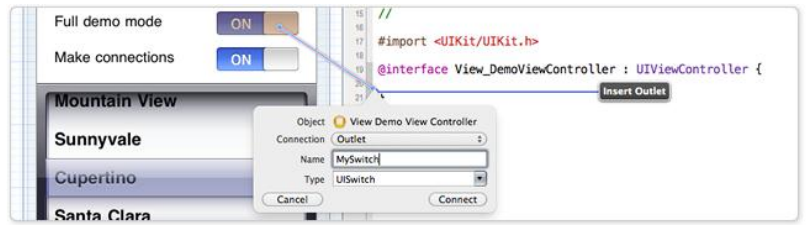 Full demo mode
ON
Make connections
ON
Mountain View
Sunnyvale
Cupertino
Santa Clara
15 //
16
17 #import <UIKit/UIKit.h>
18
19 @interface View_DemoViewController : UIViewController {
20
Insert Outlet
21 }
Object View Demo View Controller
Connection Outlet
Name MySwitch
Type UISwitch
Cancel Connect